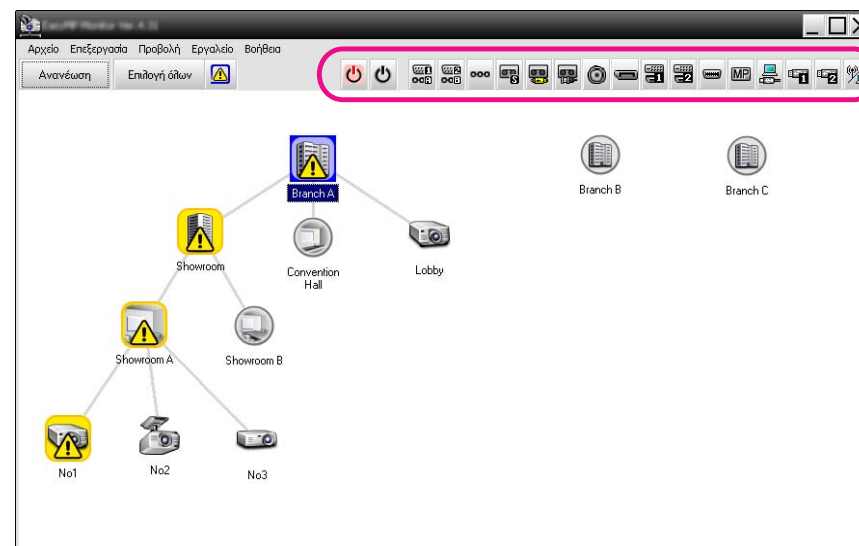 Αρχείο Επεξεργασία Προβολή Εργαλείο Βοήθεια
Ανανέωση Επιλογή όλων
MP
Branch A
Branch B
Branch C
Showroom
Convention
Hall
Lobby
Showroom A
Showroom B
No1
No2
No3